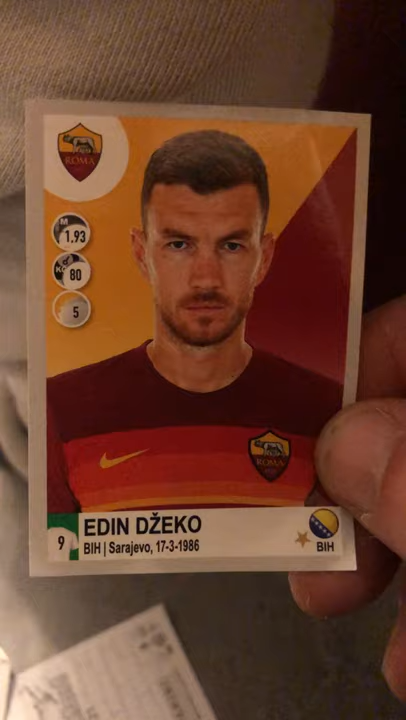 ROMA
M
1,93
KG
80
5
ROMA
EDIN DŽEKO
9
BIH | Sarajevo, 17-3-1986
BIH